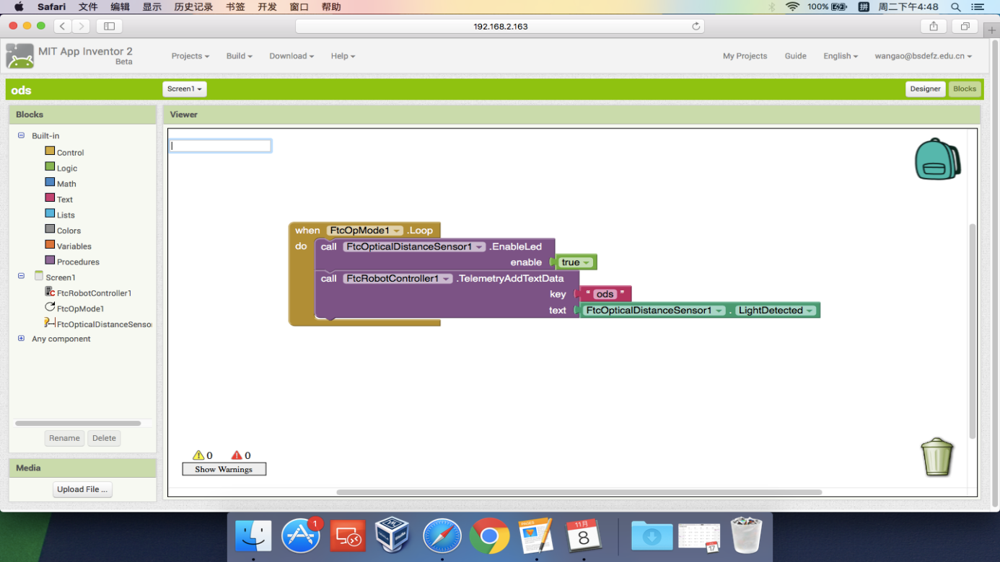 Safari 文件 编辑 显示 历史记录 书签 开发 窗口 帮助 100% 拼 周二下午4:48
192.168.2.163
MIT App Inventor 2
Beta
Projects Build Download Help My Projects Guide English wangao@bsdefz.edu.cn
ods Screen1 Designer Blocks
Blocks
Viewer
Built-in
Control
Logic
Math
Text
Lists
Colors
Variables
Procedures
Screen1
FtcRobotController1
FtcOpMode1
FtcOpticalDistanceSensor
Any component
Rename Delete
Media
Upload File ...
when FtcOpMode1 .Loop
do call FtcOpticalDistanceSensor1 .EnableLed
enable true
call FtcRobotController1 .TelemetryAddTextData
key " ods "
text FtcOpticalDistanceSensor1 . LightDetected
0 0
Show Warnings
1
PAGES
11月
8
17